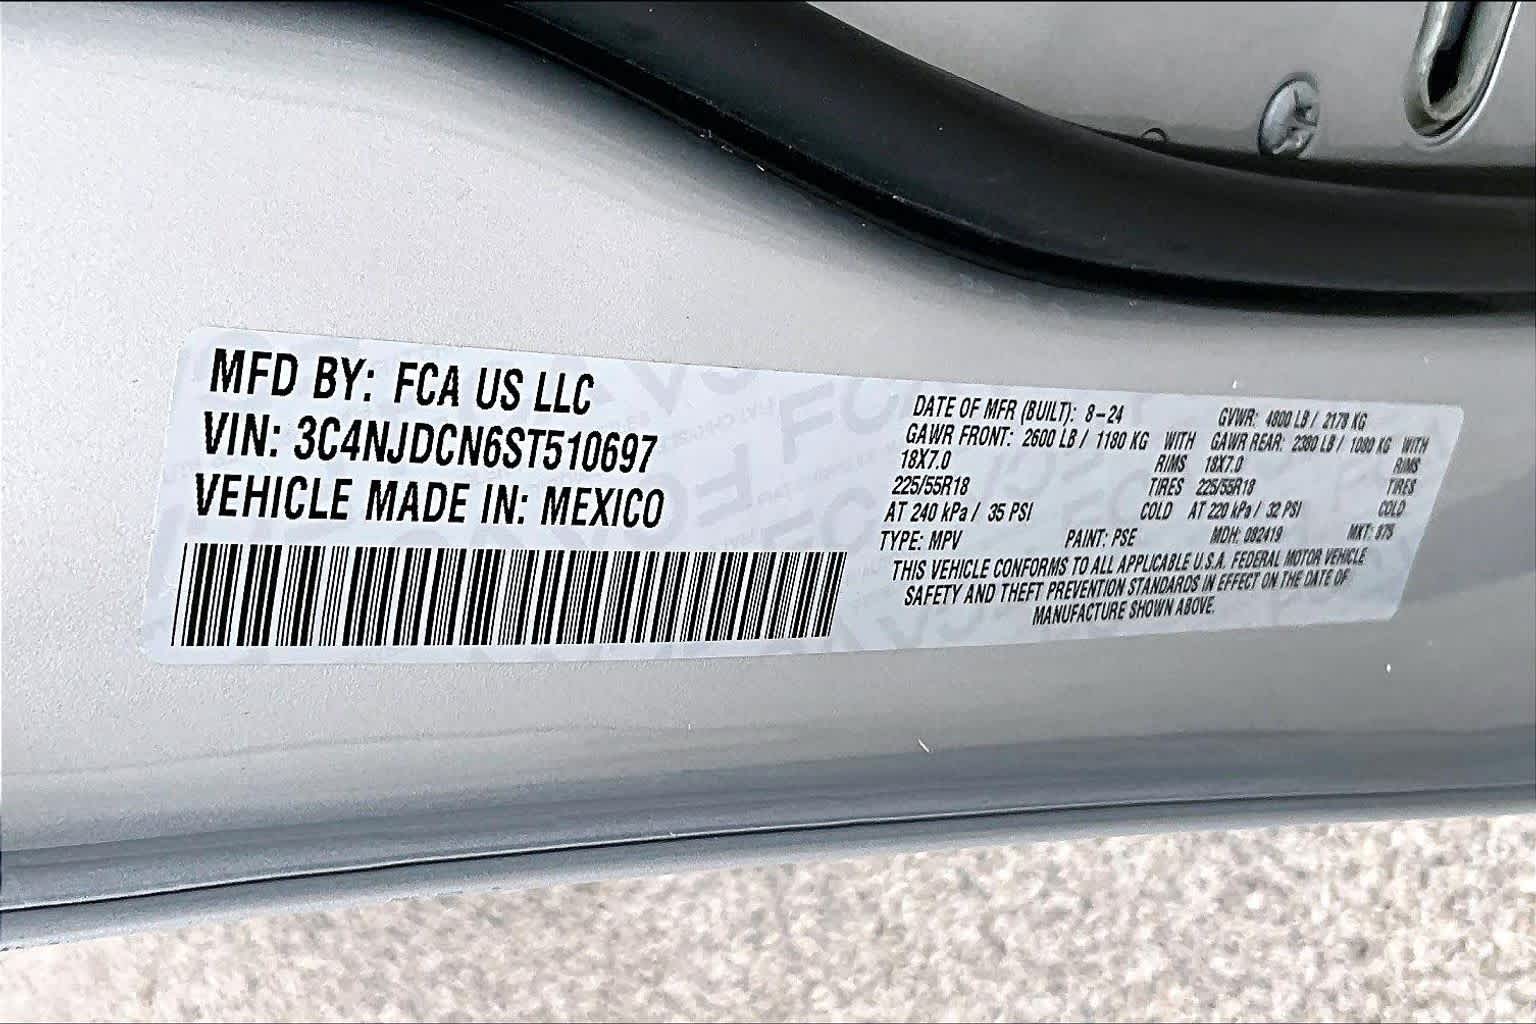 MFD BY: FCA US LLC
VIN: 3C4NJDCN6ST510697
VEHICLE MADE IN: MEXICO
DATE OF MFR (BUILT): 8-24 GVWR: 4800 LB / 2178 KG
GAWR FRONT: 2600 LB / 1180 KG WITH GAWR REAR: 2380 LB / 1080 KG WITH
18X7.0 RIMS 18X7.0 RIMS
225/55R18 TIRES 225/55R18 TIRES
AT 240 kPa / 35 PSI COLD AT 220 kPa / 32 PSI COLD
TYPE: MPV PAINT: PSE MDH: 082419 MKT: 875
THIS VEHICLE CONFORMS TO ALL APPLICABLE U.S.A. FEDERAL MOTOR VEHICLE
SAFETY AND THEFT PREVENTION STANDARDS IN EFFECT ON THE DATE OF
MANUFACTURE SHOWN ABOVE.